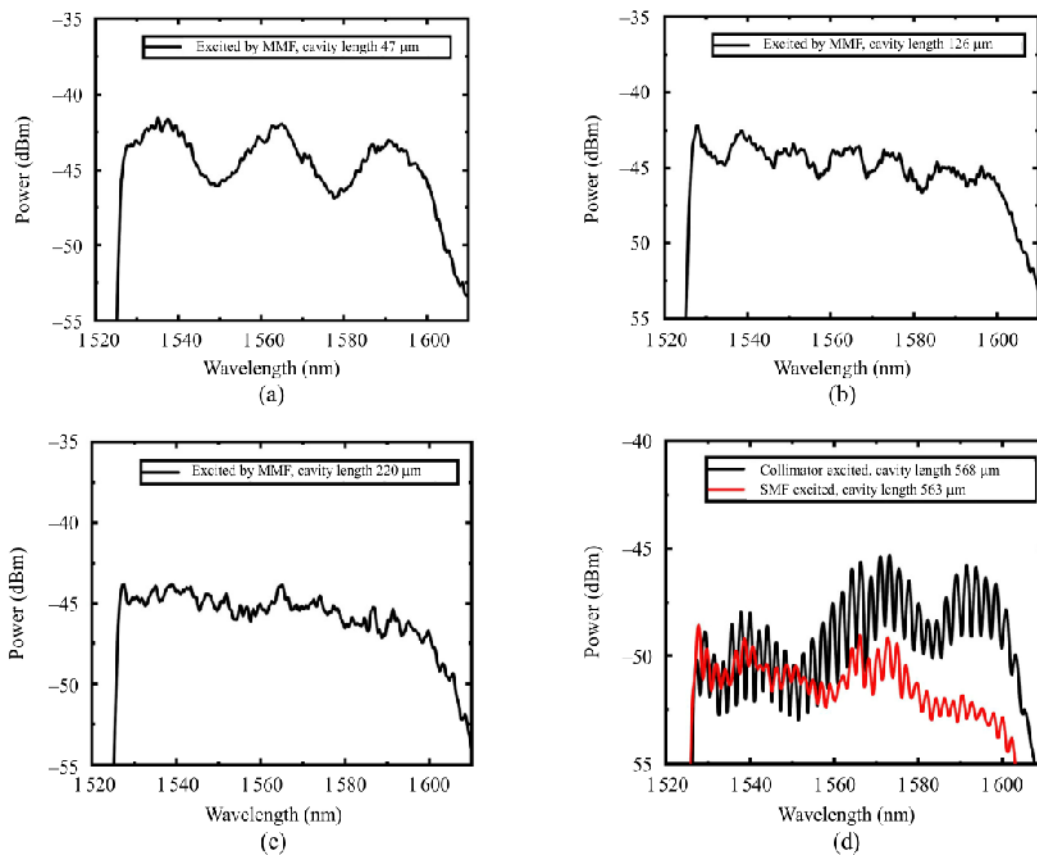 −35
Excited by MMF, cavity length 47 μm
−40
−45
−50
−55
Power (dBm)
1 520 1 540 1 560 1 580 1 600
Wavelength (nm)
(a)
−35
Excited by MMF, cavity length 126 μm
−40
−45
−50
55
Power (dBm)
1 520 1 540 1 560 1 580 1 600
Wavelength (nm)
(b)
−35
Excited by MMF, cavity length 220 μm
−40
−45
−50
−55
Power (dBm)
1 520 1 540 1 560 1 580 1 600
Wavelength (nm)
(c)
−40
Collimator excited, cavity length 568 μm
SMF excited, cavity length 563 μm
−45
−50
55
Power (dBm)
1 520 1 540 1 560 1 580 1 600
Wavelength (nm)
(d)